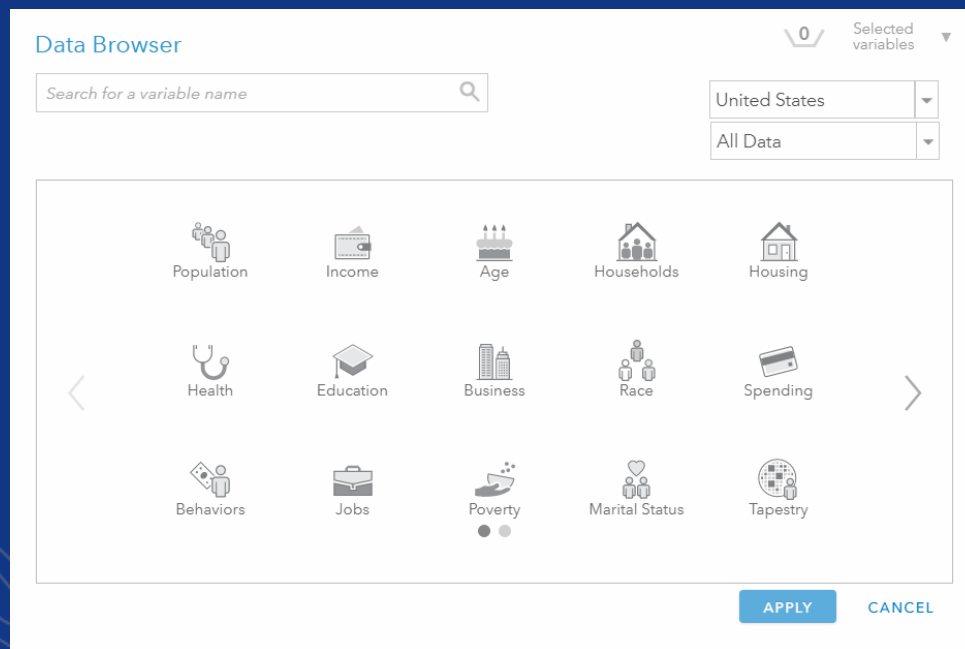 Data Browser
0
Selected
variables
Search for a variable name
United States
All Data
Population
Income
Age
Households
Housing
Health
Education
Business
Race
Spending
Behaviors
Jobs
Poverty
Marital Status
Tapestry
APPLY
CANCEL